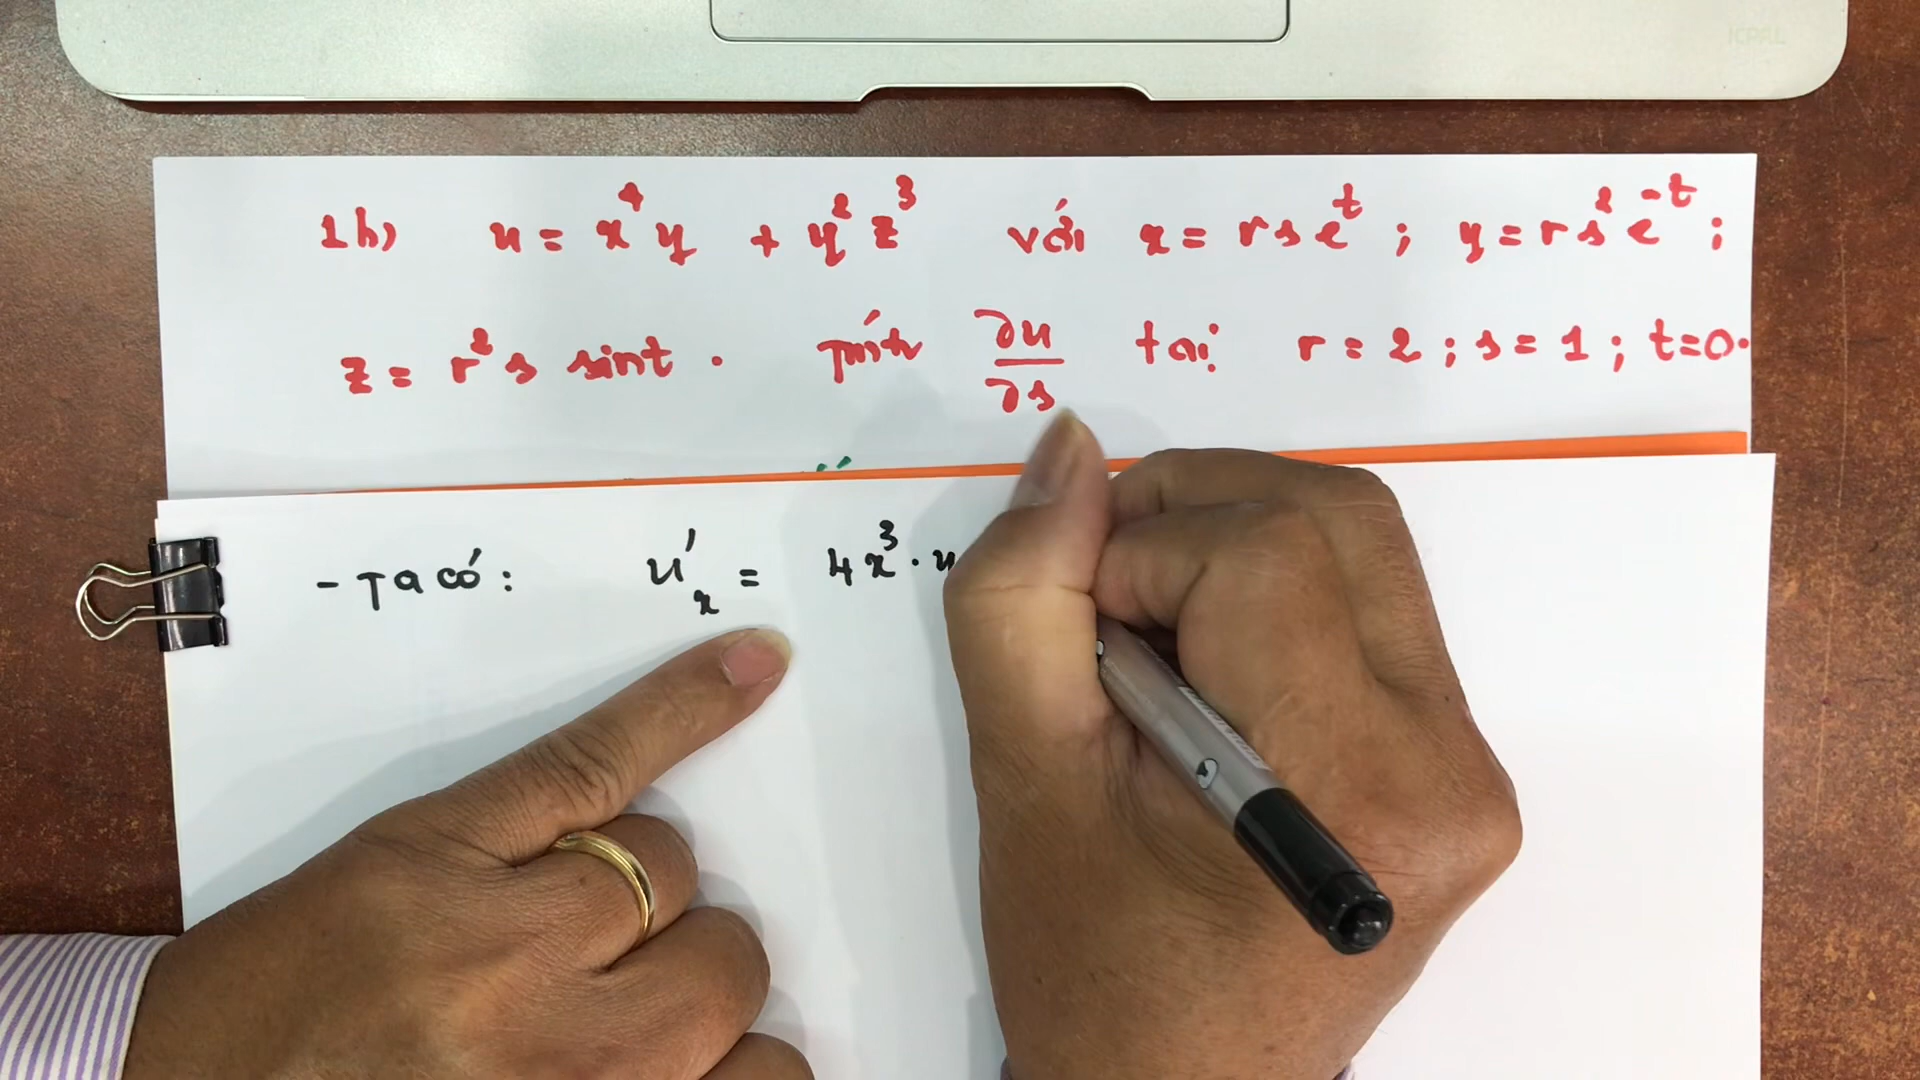 1b) u = x⁴y + y²z³ với x = rse^t ; y = rs²e^-t ;
z = r²s sint . Tính ∂u/∂s tại r = 2 ; s = 1 ; t=0.
- Ta có : u'x = 4x³ . y